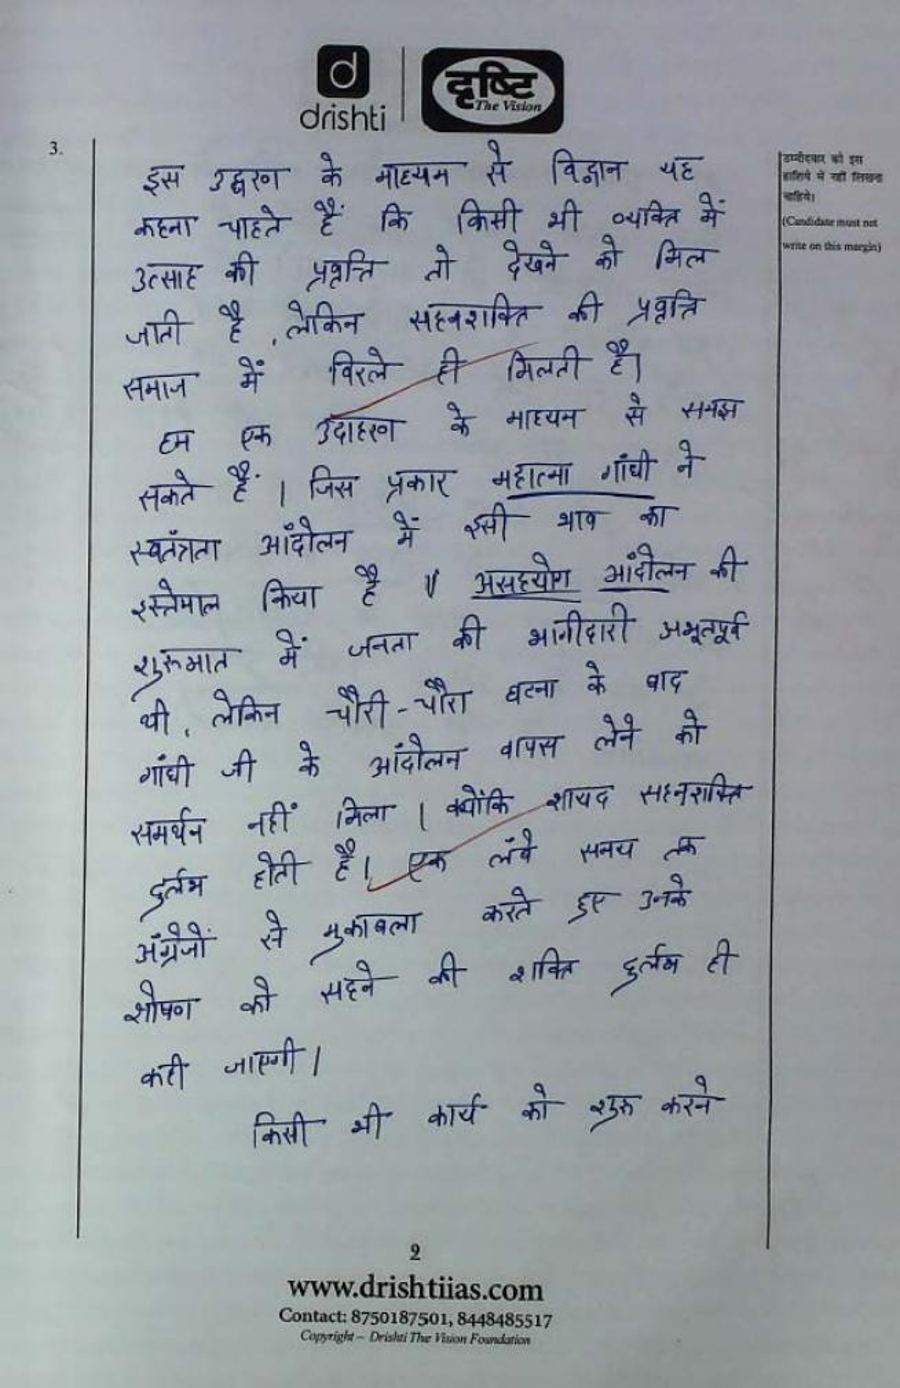 drishti
दृष्टि
The Vision
3.
इस उद्धरण के माध्यम से विद्वान यह
कहना चाहते हैं कि किसी भी व्यक्ति में
उत्साह की प्रवृत्ति तो देखने को मिल
जाती है, लेकिन सहनशक्ति की प्रवृत्ति
समाज में विरले ही मिलती है।
हम एक उदाहरण के माध्यम से समझ
सकते हैं । जिस प्रकार महात्मा गाँधी ने
स्वतंत्रता आंदोलन में इसी भाव का
इस्तेमाल किया है ॥ असहयोग आंदोलन की
शुरूआत में जनता की भागीदारी अभूतपूर्व
थी, लेकिन चौरी-चौरा घटना के बाद
गांधी जी के आंदोलन वापस लेने को
समर्थन नहीं मिला । क्योंकि शायद सहनशक्ति
दुर्लभ होती है। एक लंबे समय तक
अंग्रेजों से मुकाबला करते हुए उनके
शोषण को सहने की शक्ति दुर्लभ ही
कही जाएगी ।
किसी भी कार्य को शुरू करने
उम्मीदवार को इस
हाशिये में नहीं लिखना
चाहिये।
(Candidate must not
write on this margin)
2
www.drishtiias.com
Contact: 8750187501, 8448485517
Copyright – Drishti The Vision Foundation